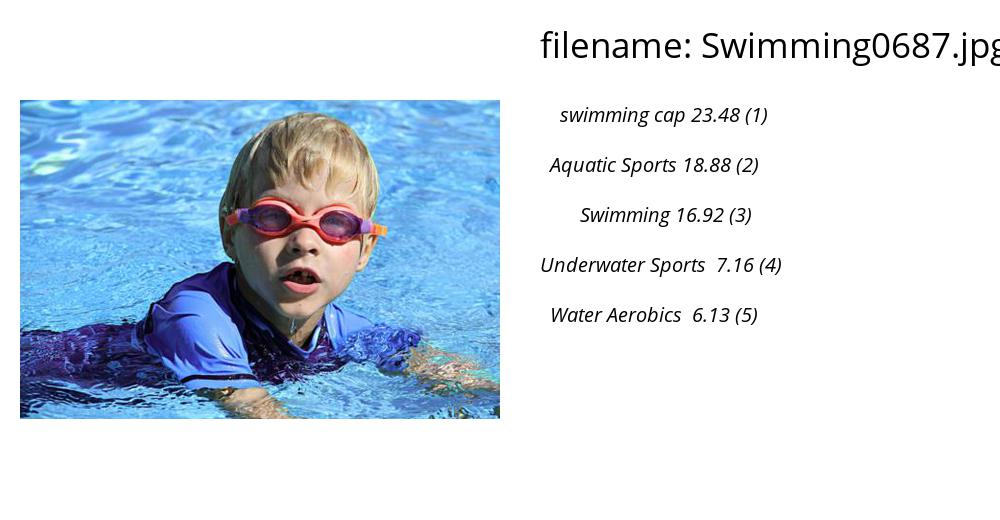 filename: Swimming0687.jpg
swimming cap 23.48 (1)
Aquatic Sports 18.88 (2)
Swimming 16.92 (3)
Underwater Sports  7.16 (4)
Water Aerobics  6.13 (5)